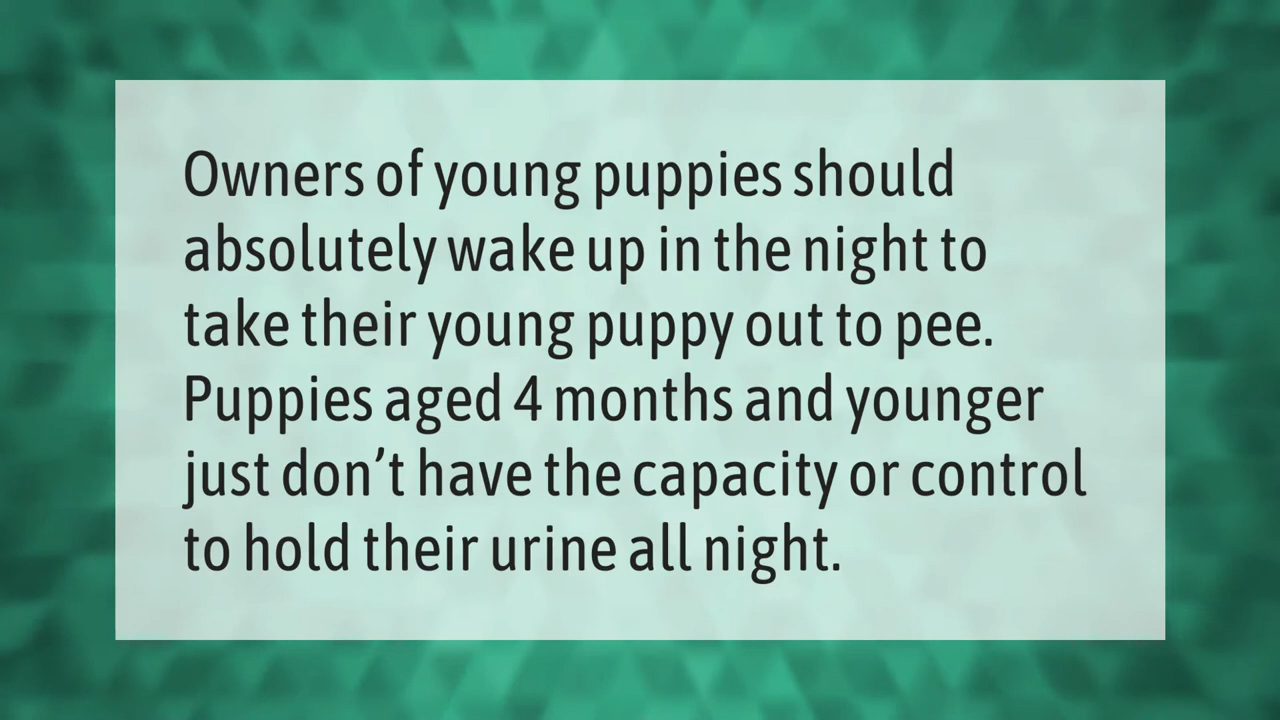 Owners of young puppies should
absolutely wake up in the night to
take their young puppy out to pee.
Puppies aged 4 months and younger
just don’t have the capacity or control
to hold their urine all night.